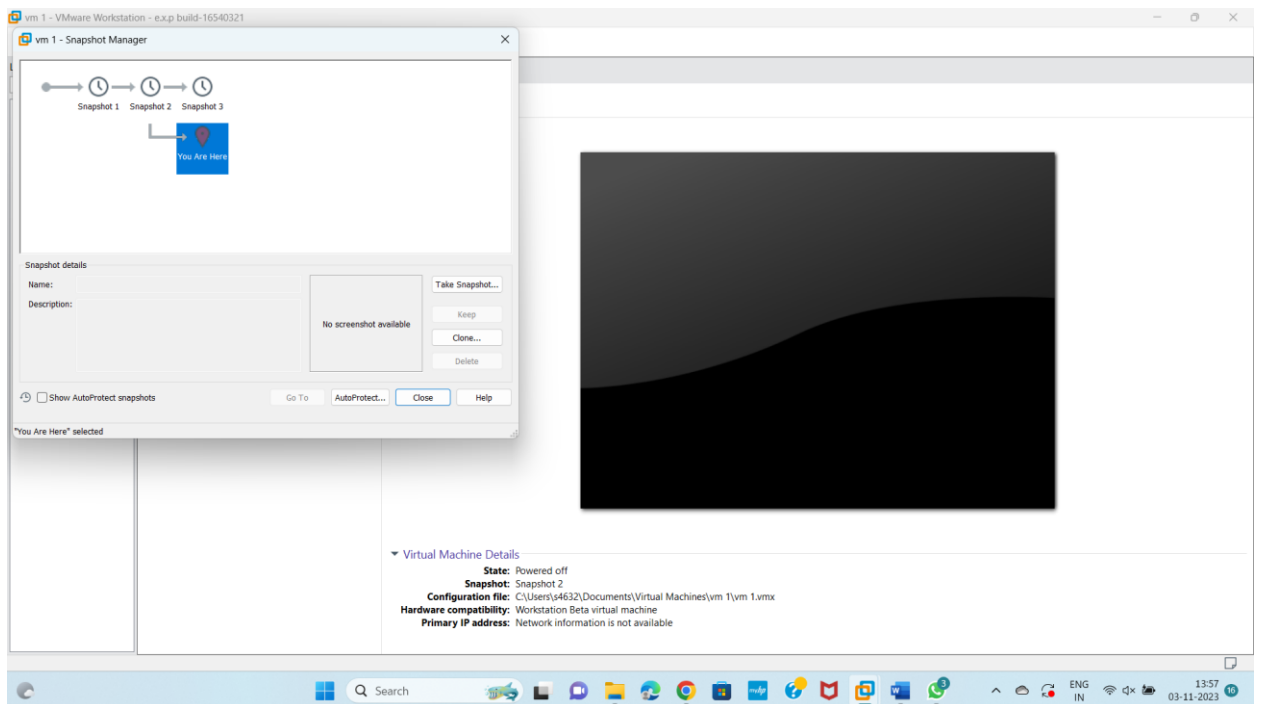 vm 1 - VMware Workstation - e.x.p build-16540321
vm 1 - Snapshot Manager
Snapshot 1 Snapshot 2 Snapshot 3
You Are Here
Snapshot details
Name:
Description:
No screenshot available
Take Snapshot...
Keep
Clone...
Delete
Show AutoProtect snapshots
Go To
AutoProtect...
Close
Help
"You Are Here" selected
Virtual Machine Details
State: Powered off
Snapshot: Snapshot 2
Configuration file: C:\Users\s4632\Documents\Virtual Machines\vm 1\vm 1.vmx
Hardware compatibility: Workstation Beta virtual machine
Primary IP address: Network information is not available
Search
ENG
IN
13:57
03-11-2023
16
3